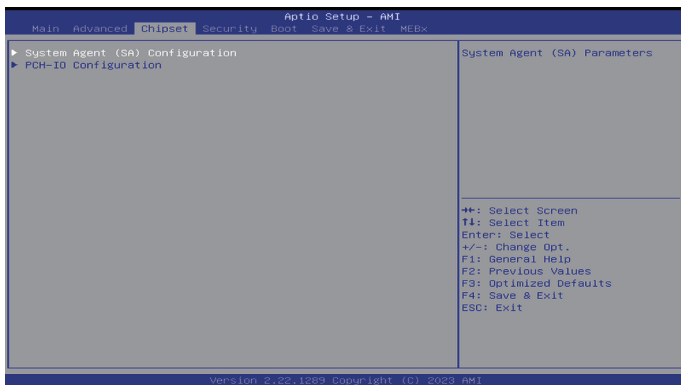 Aptio Setup – AMI
Main Advanced Chipset Security Boot Save & Exit MEBx
▶ System Agent (SA) Configuration
▶ PCH-IO Configuration
System Agent (SA) Parameters
→←: Select Screen
↑↓: Select Item
Enter: Select
+/-: Change Opt.
F1: General Help
F2: Previous Values
F3: Optimized Defaults
F4: Save & Exit
ESC: Exit
Version 2.22.1289 Copyright (C) 2023 AMI